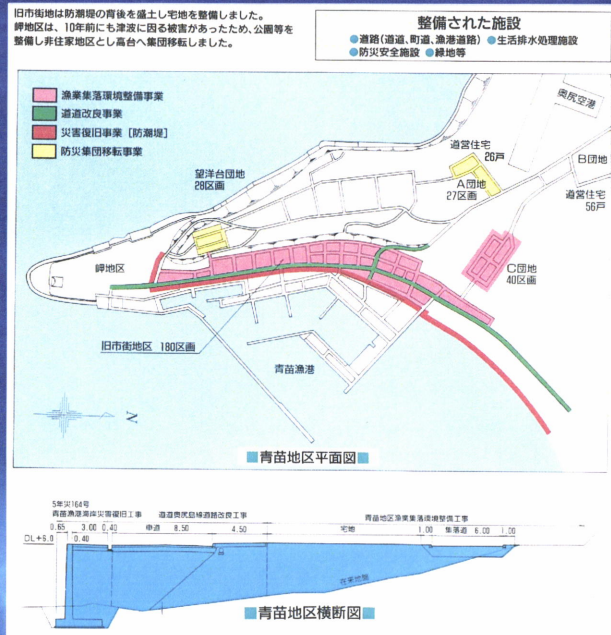 旧市街地は防潮堤の背後を盛土し宅地を整備しました。
岬地区は、10年前にも津波に因る被害があったため、公園等を
整備し非住家地区とし高台へ集団移転しました。
整備された施設
●道路(道道、町道、漁港道路) ●生活排水処理施設
●防災安全施設 ●緑地等
漁業集落環境整備事業
道道改良事業
災害復旧事業 [防潮堤]
防災集団移転事業
奥尻空港
道営住宅
26戸
B団地
道営住宅
56戸
A団地
27区画
望洋台団地
28区画
C団地
40区画
岬地区
旧市街地区 180区画
青苗漁港
N
■青苗地区平面図■
5年災164号
青苗漁港海岸災害復旧工事
道道奥尻島線道路改良工事
青苗地区漁業集落環境整備工事
0.65 3.00 0.40 車道 8.50 4.50 宅地 1.00 集落道 6.00 1.00
DL+6.0 0.40
在来地盤
■青苗地区横断図■